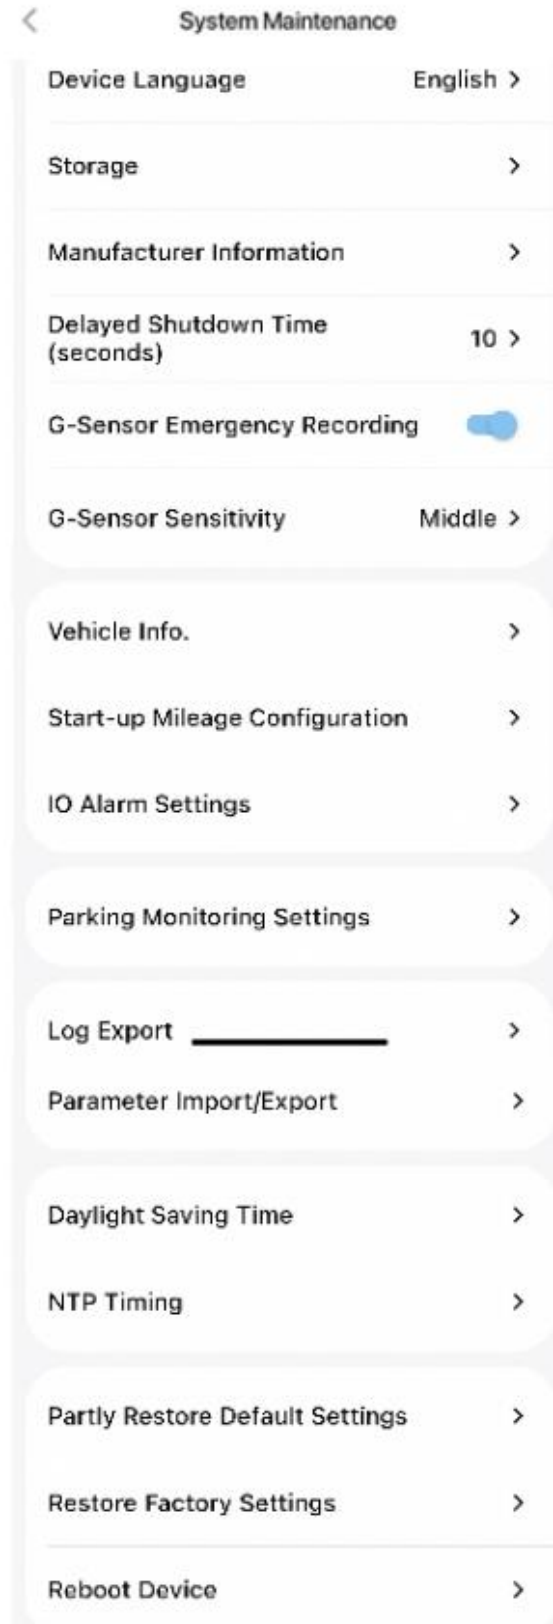 System Maintenance
Device Language English
Storage
Manufacturer Information
Delayed Shutdown Time
(seconds) 10
G-Sensor Emergency Recording
G-Sensor Sensitivity Middle
Vehicle Info.
Start-up Mileage Configuration
IO Alarm Settings
Parking Monitoring Settings
Log Export
Parameter Import/Export
Daylight Saving Time
NTP Timing
Partly Restore Default Settings
Restore Factory Settings
Reboot Device